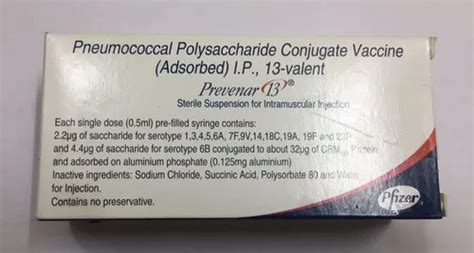 Pneumococcal Polysaccharide Conjugate Vaccine
(Adsorbed) I.P., 13-valent
Prevenar 13®
Sterile Suspension for Intramuscular Injection
Each single dose (0.5ml) pre-filled syringe contains:
2.2µg of saccharide for serotype 1,3,4,5,6A, 7F,9V,14,18C,19A, 19F and 23F
and 4.4µg of saccharide for serotype 6B conjugated to about 32µg of CRM Protein
and adsorbed on aluminium phosphate (0.125mg aluminium)
Inactive ingredients: Sodium Chloride, Succinic Acid, Polysorbate 80 and Water
for Injection.
Contains no preservative.
Pfizer